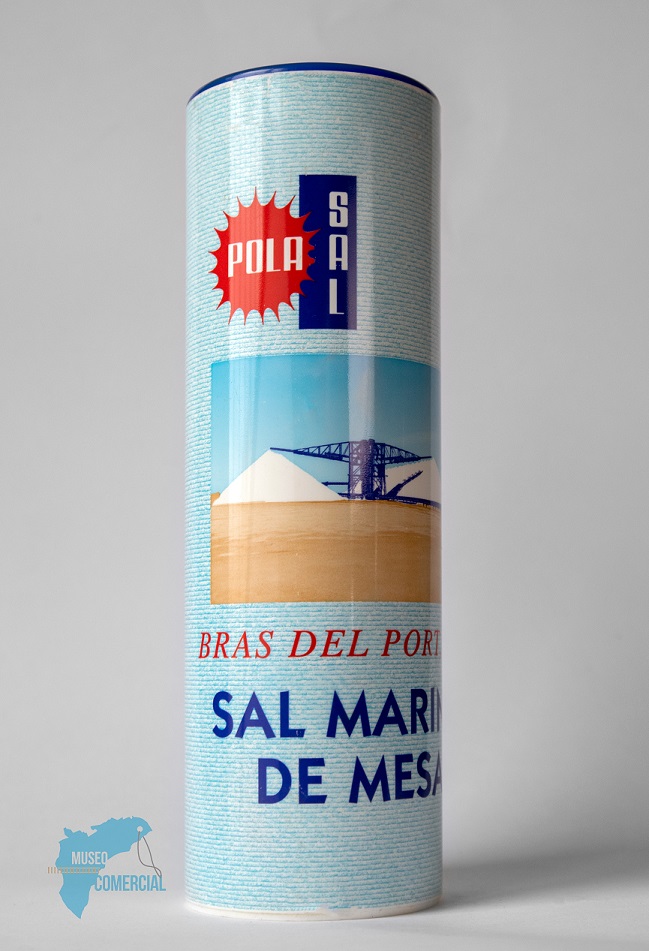 POLA
SAL
BRAS DEL PORT
SAL MARIN
DE MESA
MUSEO
COMERCIAL